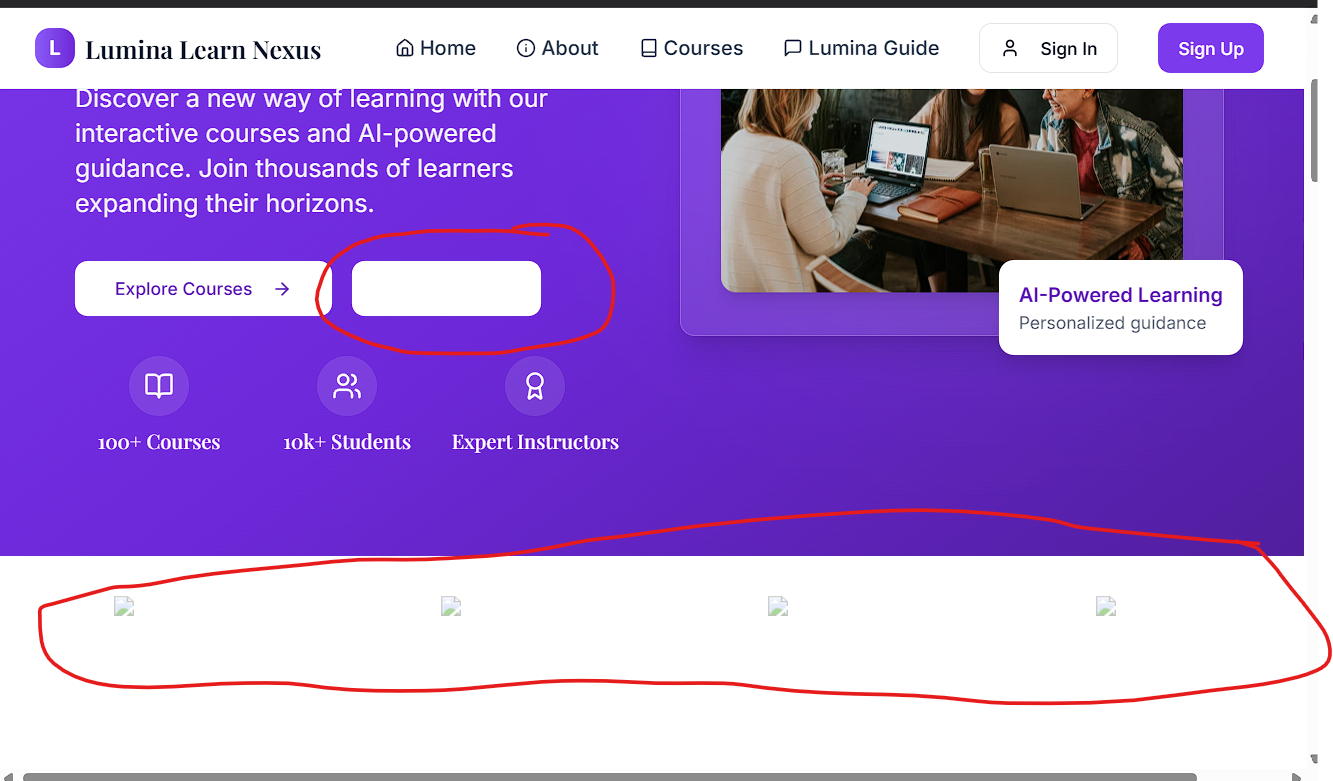 L Lumina Learn Nexus Home About Courses Lumina Guide Sign In Sign Up
Discover a new way of learning with our
interactive courses and AI-powered
guidance. Join thousands of learners
expanding their horizons.
Explore Courses →
AI-Powered Learning
Personalized guidance
100+ Courses 10k+ Students Expert Instructors